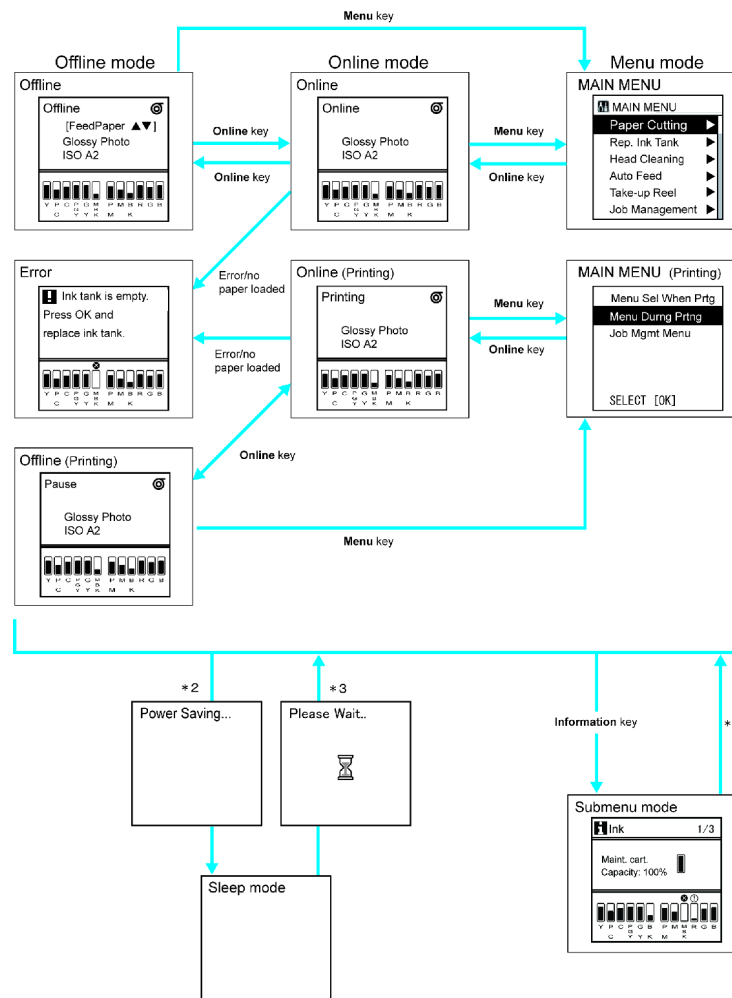 Menu key
Offline mode
Online mode
Menu mode
Offline
Offline
[FeedPaper ▲▼]
Glossy Photo
ISO A2
Y P C P G M P M B R G B
C G Y B M K
Y K
Online key
Online key
Online
Online
Glossy Photo
ISO A2
Y P C P G M P M B R G B
C G Y B M K
Y K
Menu key
Online key
MAIN MENU
MAIN MENU
Paper Cutting ▶
Rep. Ink Tank ▶
Head Cleaning ▶
Auto Feed ▶
Take-up Reel ▶
Job Management ▶
Error
! Ink tank is empty.
Press OK and
replace ink tank.
Y P C P G M P M B R G B
C G Y B M K
Y K
Error/no
paper loaded
Error/no
paper loaded
Online (Printing)
Printing
Glossy Photo
ISO A2
Y P C P G M P M B R G B
C G Y B M K
Y K
Menu key
Online key
MAIN MENU (Printing)
Menu Sel When Prtg
Menu Durng Prtng
Job Mgmt Menu
SELECT [OK]
Offline (Printing)
Pause
Glossy Photo
ISO A2
Y P C P G M P M B R G B
C G Y B M K
Y K
Online key
Menu key
*2
Power Saving...
*3
Please Wait..
Sleep mode
Information key
*
Submenu mode
i Ink 1/3
Maint. cart.
Capacity: 100%
Y P C P G B P M M R G B
C G Y K M B
Y K